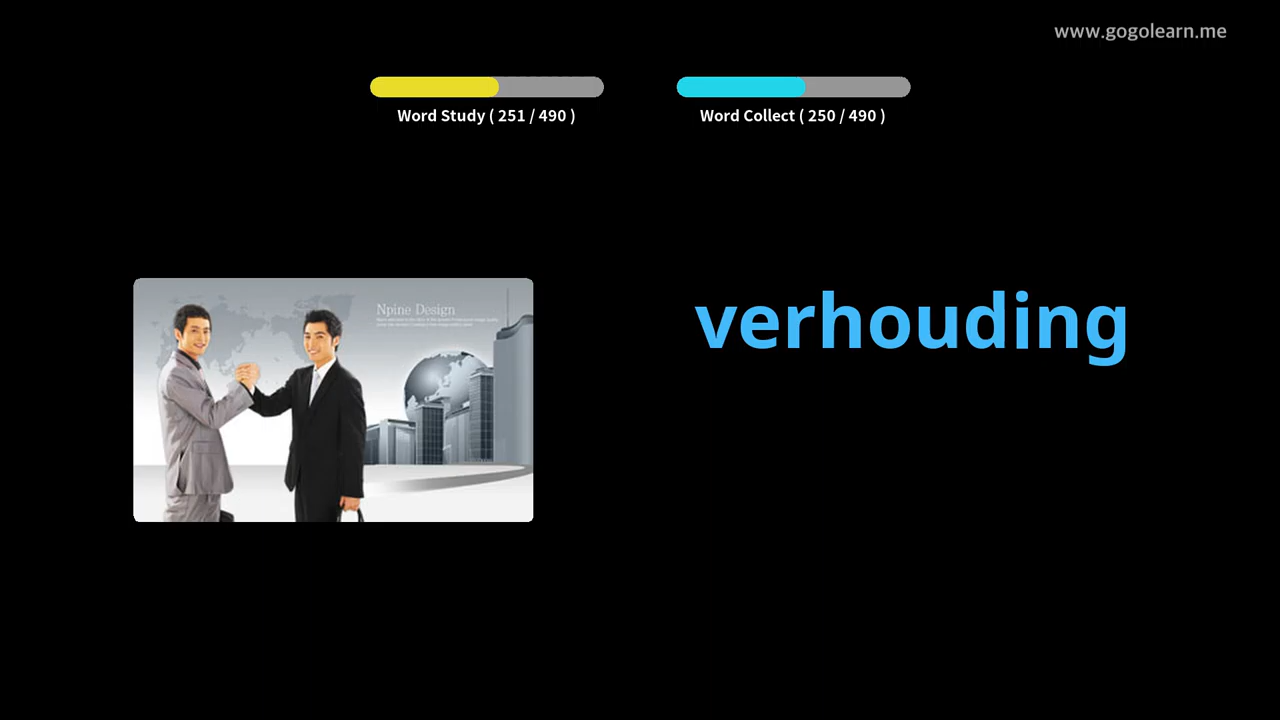 www.gogolearn.me
Word Study ( 251 / 490 )
Word Collect ( 250 / 490 )
Npine Design
verhouding